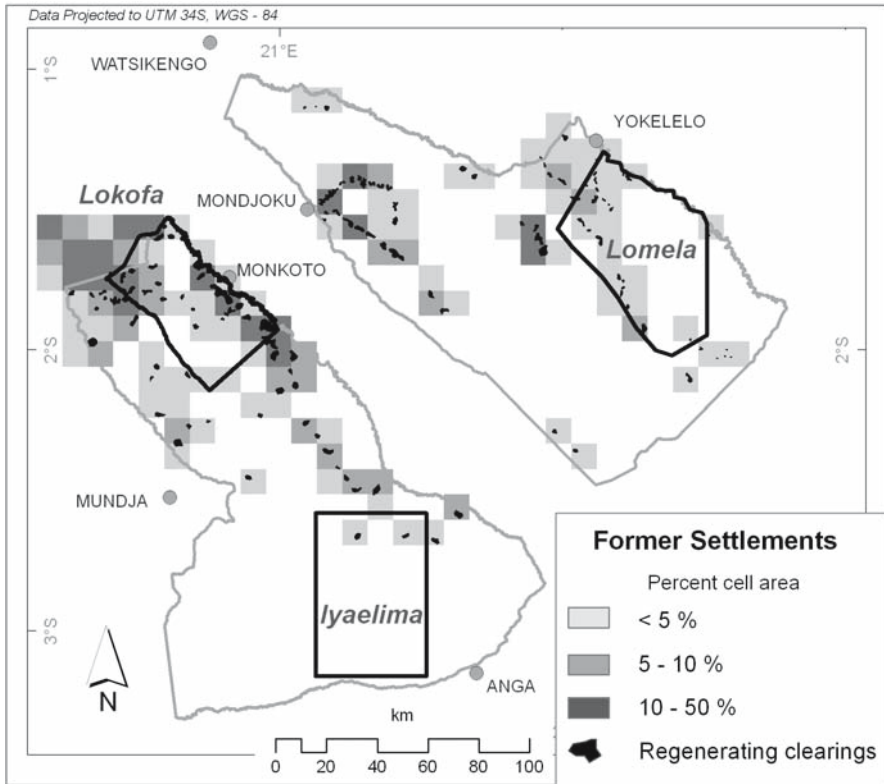 Data Projected to UTM 34S, WGS - 84
21°E
WATSIKENGO
1°S
YOKELELO
Lokofa
MONDJOKU
Lomela
MONKOTO
2°S
2°S
MUNDJA
Iyaelima
3°S
ANGA
N
km
0 20 40 60 80 100
Former Settlements
Percent cell area
< 5 %
5 - 10 %
10 - 50 %
Regenerating clearings